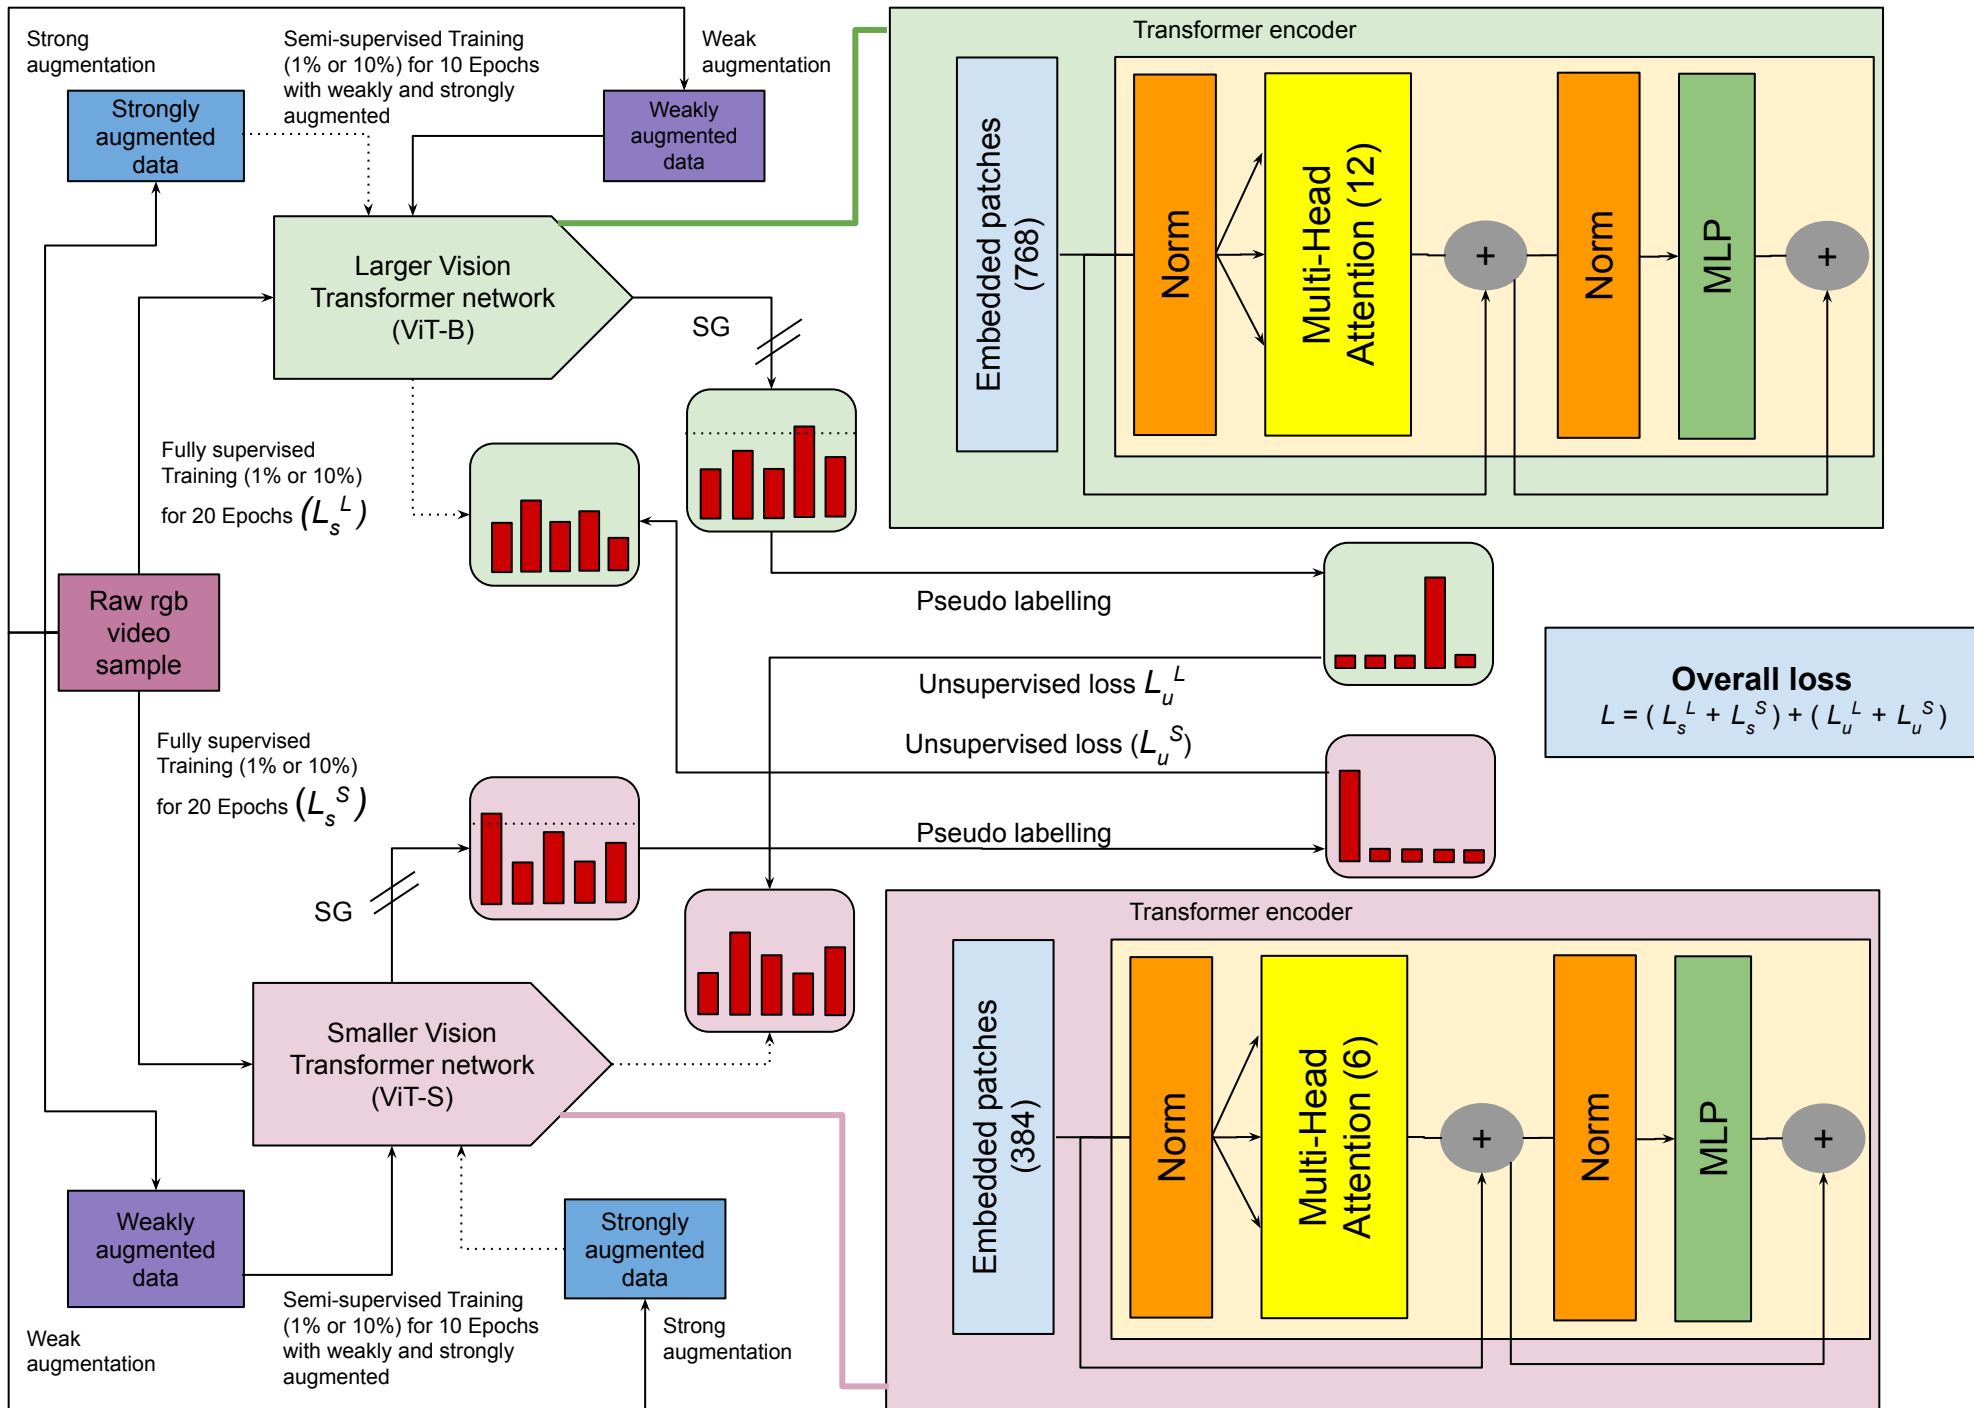 Strong
augmentation
Semi-supervised Training
(1% or 10%) for 10 Epochs
with weakly and strongly
augmented
Weak
augmentation
Strongly
augmented
data
Weakly
augmented
data
Larger Vision
Transformer network
(ViT-B)
SG
Transformer encoder
Embedded patches
(768)
Norm
Multi-Head
Attention (12)
+
Norm
MLP
+
Fully supervised
Training (1% or 10%)
for 20 Epochs (L_s^L)
Raw rgb
video
sample
Pseudo labelling
Unsupervised loss L_u^L
Unsupervised loss (L_u^S)
Pseudo labelling
Overall loss
L = ( L_s^L + L_s^S ) + ( L_u^L + L_u^S )
Fully supervised
Training (1% or 10%)
for 20 Epochs (L_s^S)
SG
Smaller Vision
Transformer network
(ViT-S)
Weakly
augmented
data
Strongly
augmented
data
Weak
augmentation
Semi-supervised Training
(1% or 10%) for 10 Epochs
with weakly and strongly
augmented
Strong
augmentation
Transformer encoder
Embedded patches
(384)
Norm
Multi-Head
Attention (6)
+
Norm
MLP
+